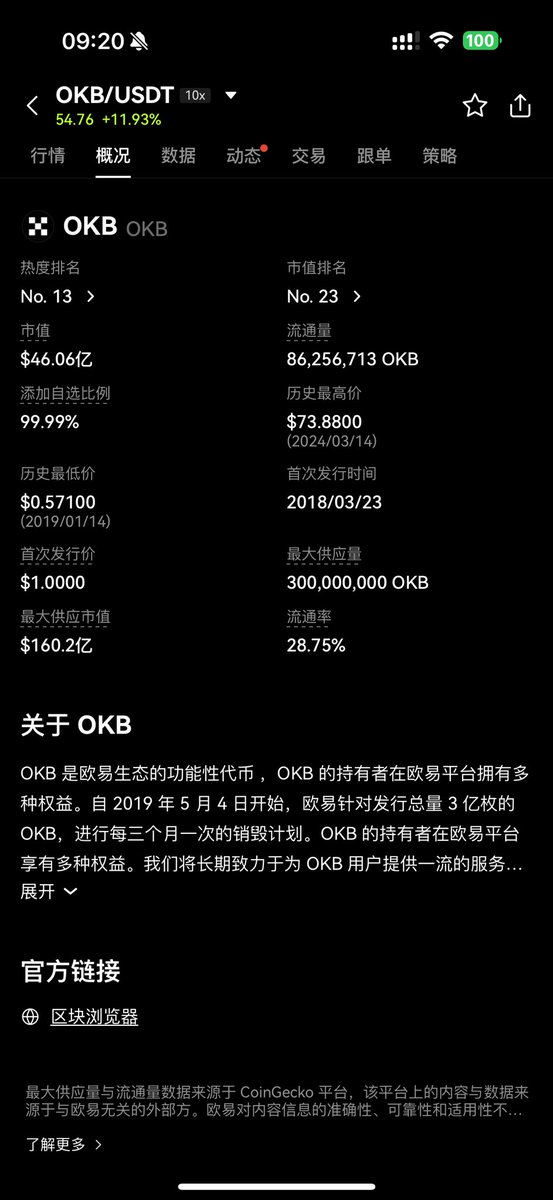 09:20
100
OKB/USDT 10x
54.76 +11.93%
行情 概况 数据 动态 交易 跟单 策略
OKB OKB
热度排名 市值排名
No. 13 No. 23
市值 流通量
$46.06亿 86,256,713 OKB
添加自选比例 历史最高价
99.99% $73.8800
(2024/03/14)
历史最低价 首次发行时间
$0.57100 2018/03/23
(2019/01/14)
首次发行价 最大供应量
$1.0000 300,000,000 OKB
最大供应市值 流通率
$160.2亿 28.75%
关于 OKB
OKB 是欧易生态的功能性代币 ，OKB 的持有者在欧易平台拥有多
种权益。自 2019 年 5 月 4 日开始，欧易针对发行总量 3 亿枚的
OKB，进行每三个月一次的销毁计划。OKB 的持有者在欧易平台
享有多种权益。我们将长期致力于为 OKB 用户提供一流的服务...
展开
官方链接
区块浏览器
最大供应量与流通量数据来源于 CoinGecko 平台，该平台上的内容与数据来
源于与欧易无关的外部方。欧易对内容信息的准确性、可靠性和适用性不...
了解更多